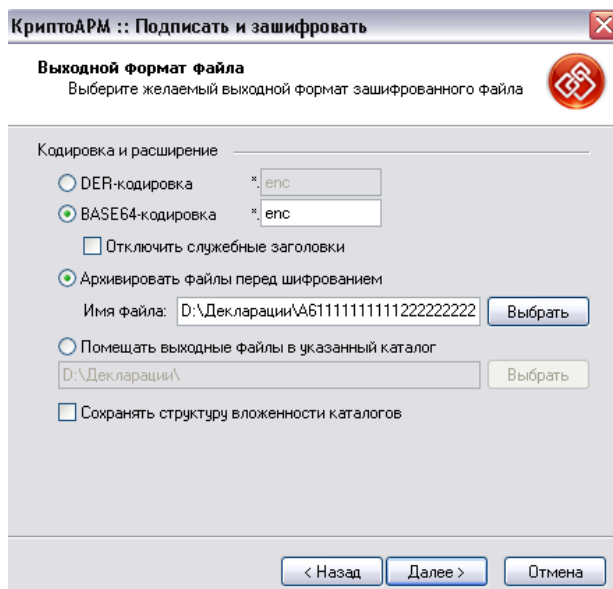 КриптоАРМ :: Подписать и зашифровать
Выходной формат файла
Выберите желаемый выходной формат зашифрованного файла
Кодировка и расширение
DER-кодировка *. enc
BASE64-кодировка *. enc
Отключить служебные заголовки
Архивировать файлы перед шифрованием
Имя файла: D:\Декларации\А61111111111222222222 Выбрать
Помещать выходные файлы в указанный каталог
D:\Декларации\ Выбрать
Сохранять структуру вложенности каталогов
< Назад Далее > Отмена